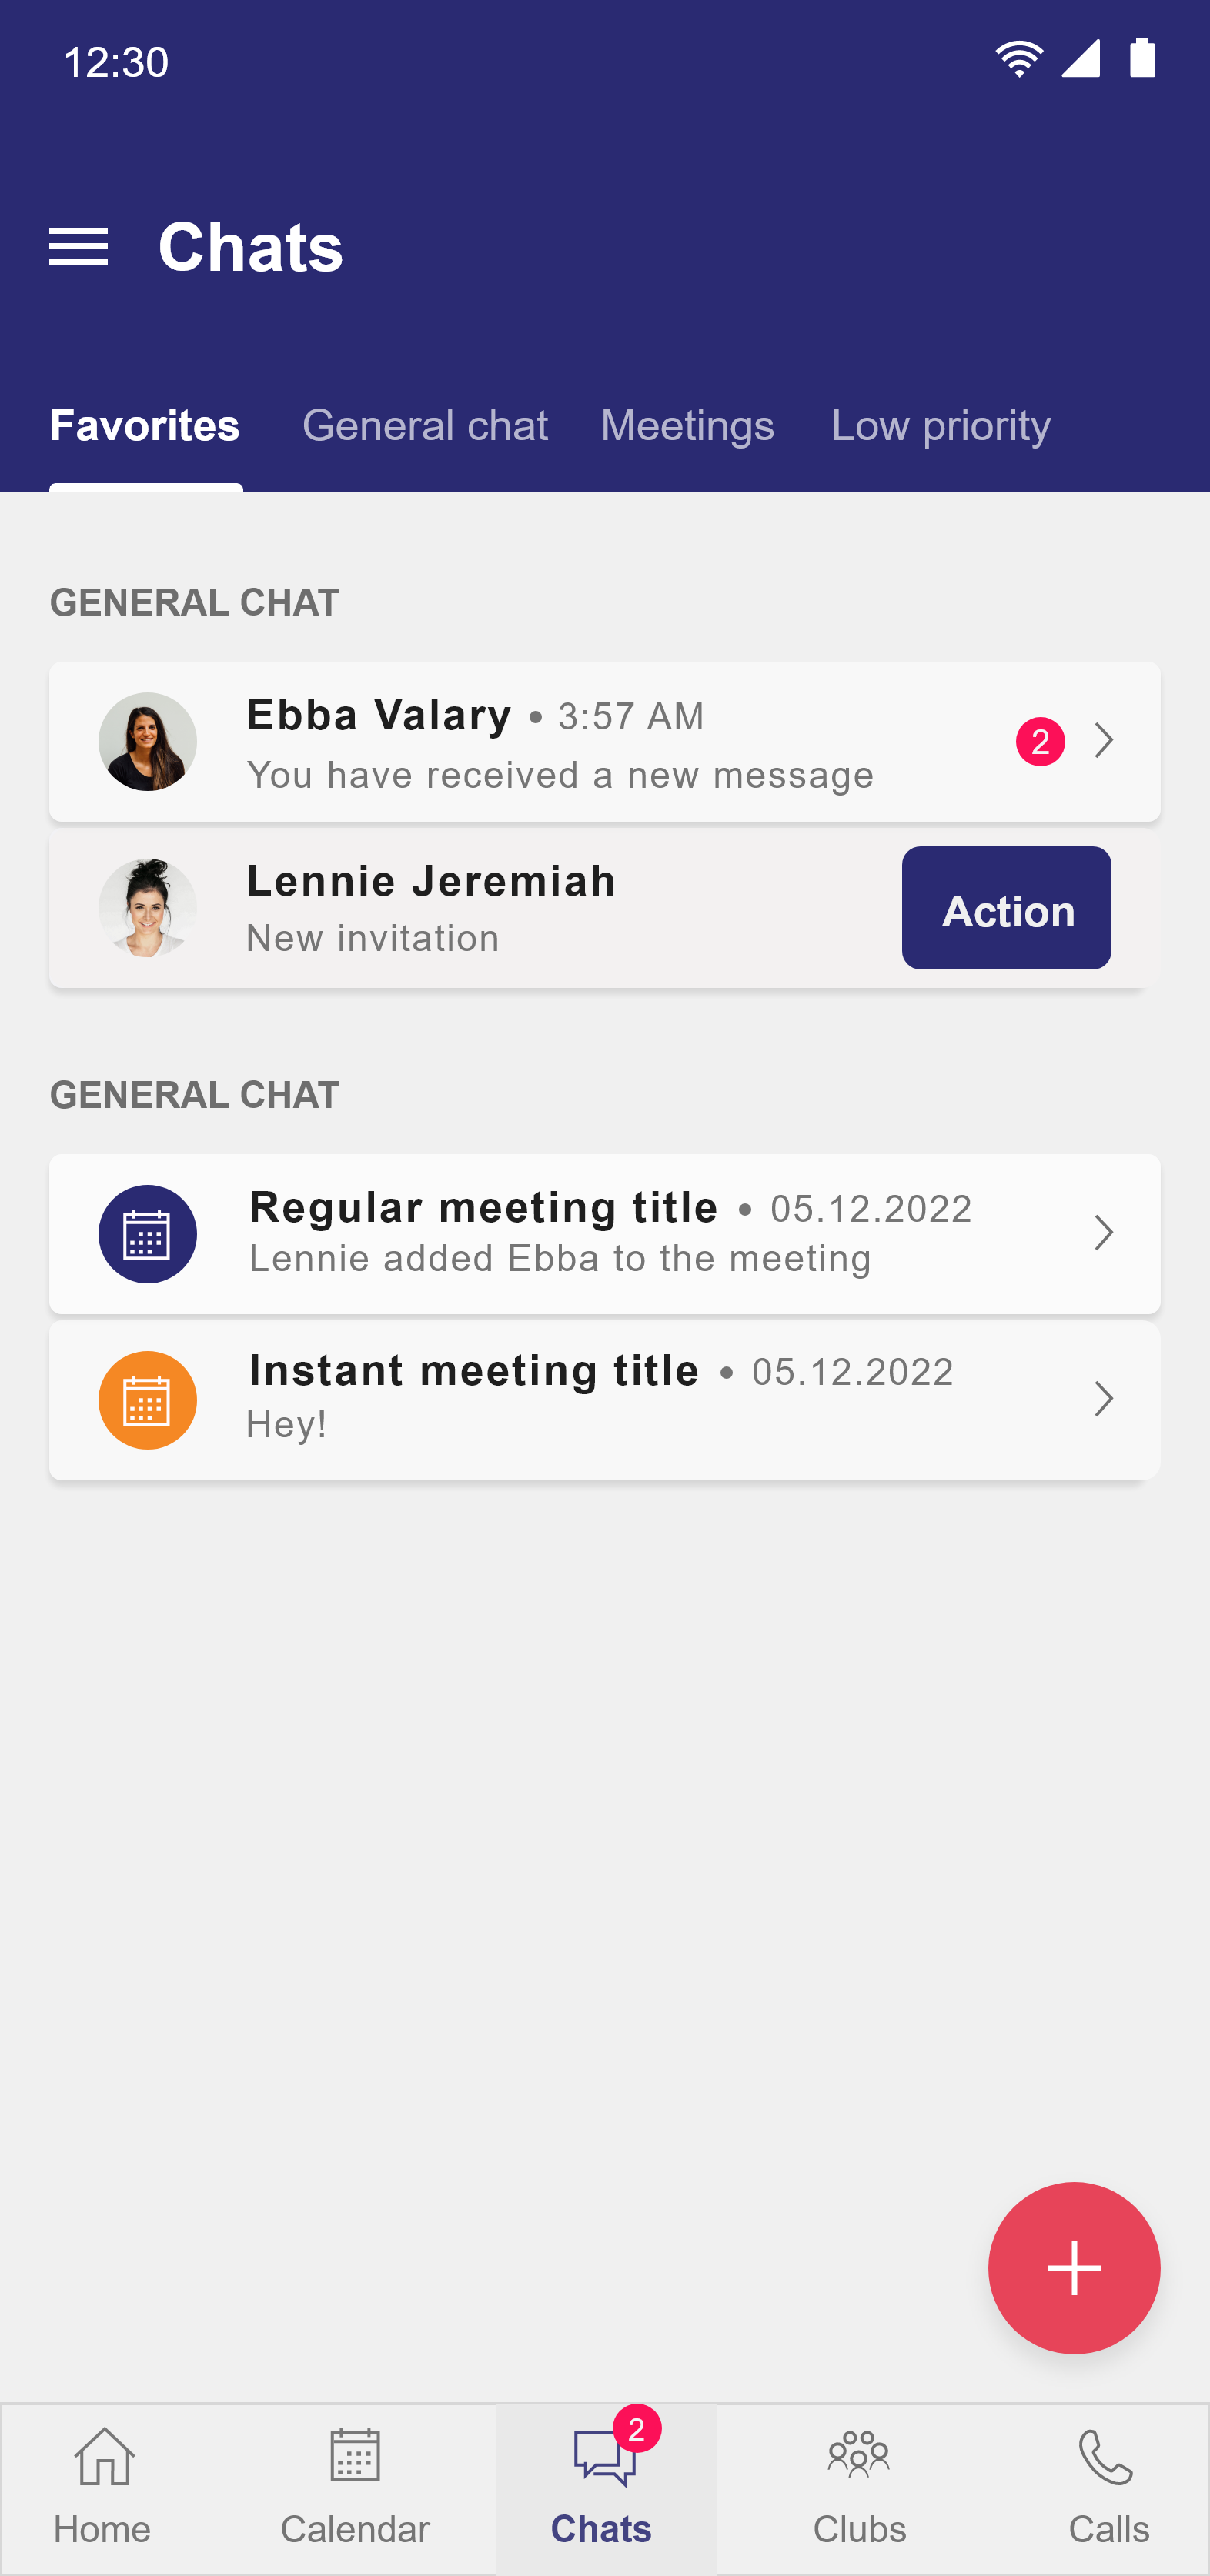 12:30
Chats
Favorites General chat Meetings Low priority
GENERAL CHAT
Ebba Valary • 3:57 AM
You have received a new message
2
Lennie Jeremiah
New invitation
Action
GENERAL CHAT
Regular meeting title • 05.12.2022
Lennie added Ebba to the meeting
Instant meeting title • 05.12.2022
Hey!
2
Home Calendar Chats Clubs Calls